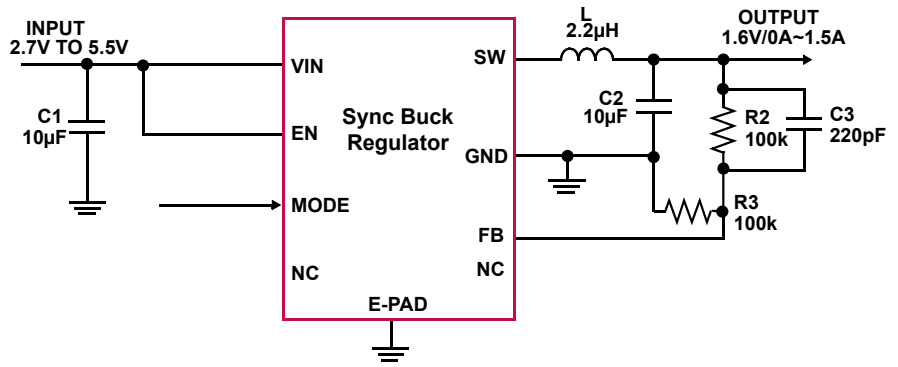 INPUT
2.7V TO 5.5V
C1
10µF
VIN
EN
MODE
NC
Sync Buck
Regulator
E-PAD
SW
GND
FB
NC
L
2.2µH
C2
10µF
OUTPUT
1.6V/0A~1.5A
R2
100k
C3
220pF
R3
100k